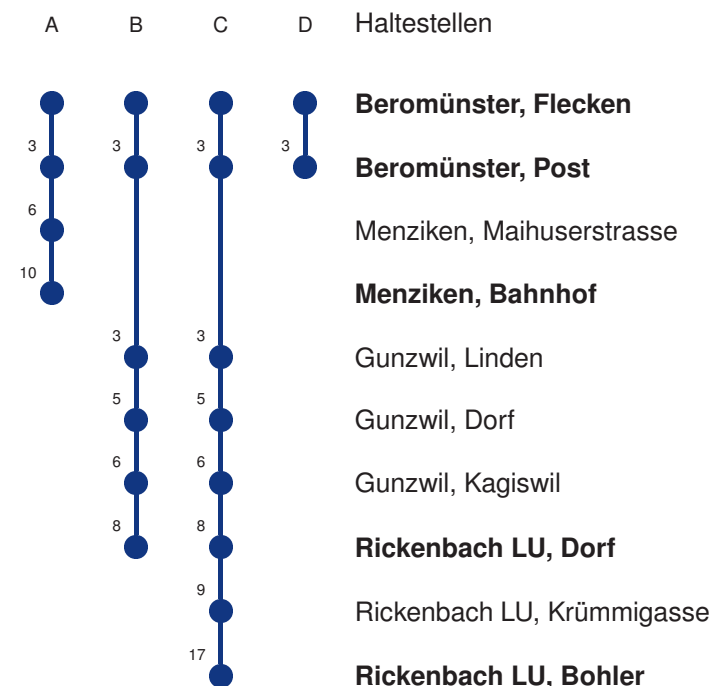 A B C D Haltestellen
Beromünster, Flecken
3 3 3 3 Beromünster, Post
6 Menziken, Maihuserstrasse
10 Menziken, Bahnhof
3 3 Gunzwil, Linden
5 5 Gunzwil, Dorf
6 6 Gunzwil, Kagiswil
8 8 Rickenbach LU, Dorf
9 Rickenbach LU, Krümmigasse
17 Rickenbach LU, Bohler